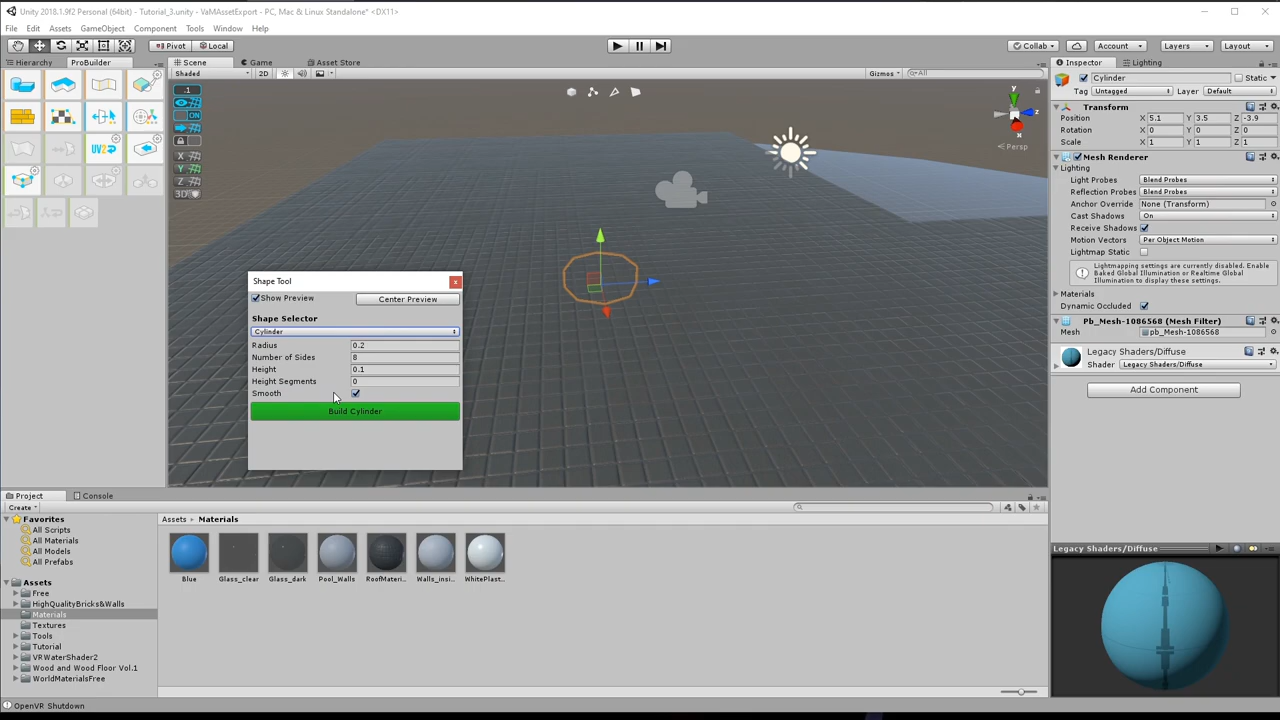 Unity 2018.1.9f2 Personal (64bit) - Tutorial_3.unity - VaMAssetExport - PC, Mac & Linux Standalone* <DX11>
File Edit Assets GameObject Component Tools Window Help
Pivot Local Collab Account Layers Layout
Hierarchy ProBuilder Scene Game Asset Store Inspector Lighting
Shaded 2D Gizmos All
.1
ON
X
Y
Z
3D
UV2
y
z
x
Persp
Shape Tool
Show Preview Center Preview
Shape Selector
Cylinder
Radius 0.2
Number of Sides 8
Height 0.1
Height Segments 0
Smooth
Build Cylinder
Cylinder Static
Tag Untagged Layer Default
Transform
Position X 5.1 Y 3.5 Z -3.9
Rotation X 0 Y 0 Z 0
Scale X 1 Y 1 Z 1
Mesh Renderer
Lighting
Light Probes Blend Probes
Reflection Probes Blend Probes
Anchor Override None (Transform)
Cast Shadows On
Receive Shadows
Motion Vectors Per Object Motion
Lightmap Static
Lightmapping settings are currently disabled. Enable
Baked Global Illumination or Realtime Global
Illumination to display these settings.
Materials
Dynamic Occluded
Pb_Mesh-1086568 (Mesh Filter)
Mesh pb_Mesh-1086568
Legacy Shaders/Diffuse
Shader Legacy Shaders/Diffuse
Add Component
Project Console
Create
Favorites
All Scripts
All Materials
All Models
All Prefabs
Assets
Free
HighQualityBricks&Walls
Materials
Textures
Tools
Tutorial
VRWaterShader2
Wood and Wood Floor Vol.1
WorldMaterialsFree
Assets Materials
Blue Glass_clear Glass_dark Pool_Walls RoofMateri... Walls_insi... WhitePlast...
Legacy Shaders/Diffuse
OpenVR Shutdown